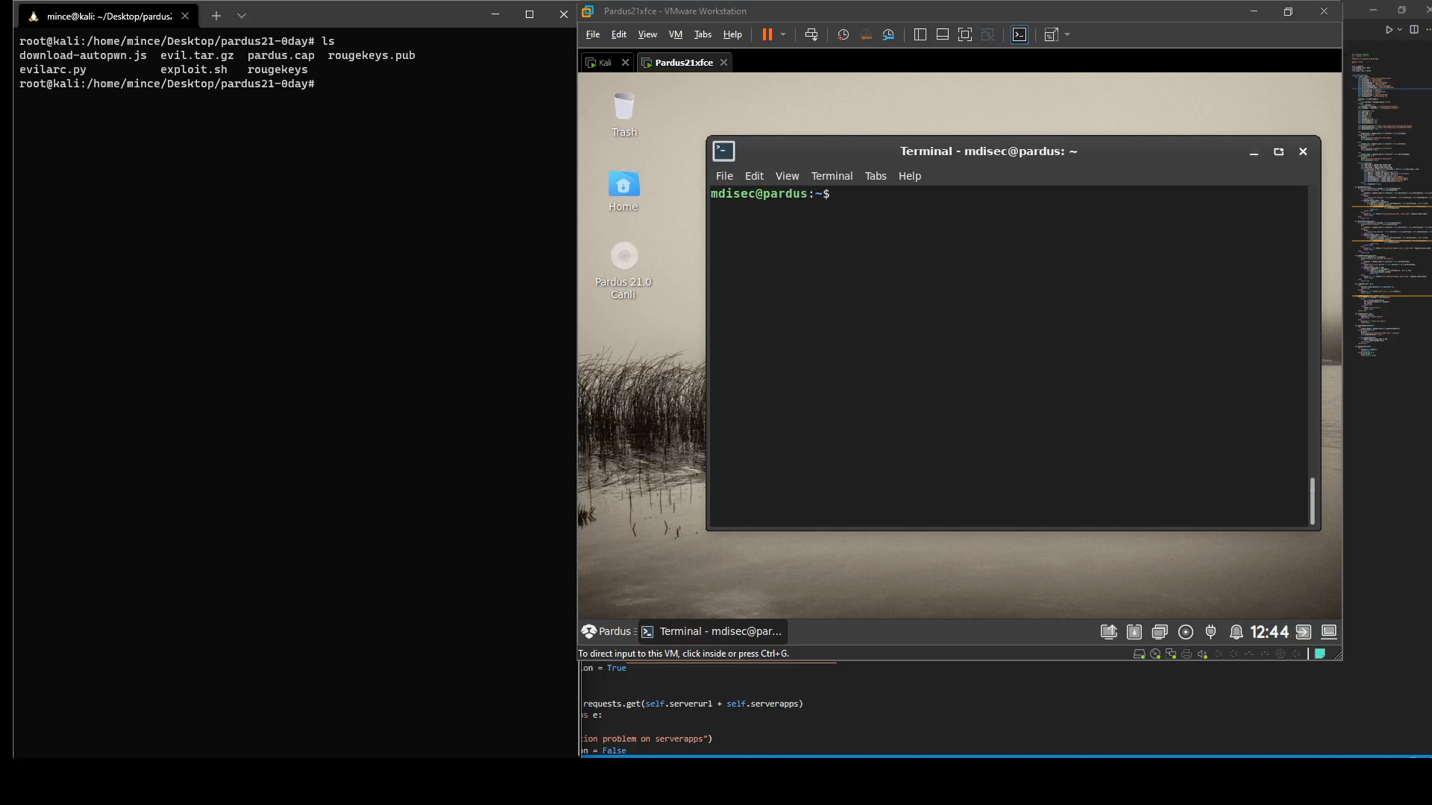 mince@kali: ~/Desktop/pardus2
root@kali:/home/mince/Desktop/pardus21-0day# ls
download-autopwn.js  evil.tar.gz  pardus.cap  rougekeys.pub
evilarc.py           exploit.sh   rougekeys
root@kali:/home/mince/Desktop/pardus21-0day#
Pardus21xfce - VMware Workstation
File Edit View VM Tabs Help
Kali
Pardus21xfce
Trash
Home
Pardus 21.0
Canli
Terminal - mdisec@pardus: ~
File Edit View Terminal Tabs Help
mdisec@pardus:~$
Pardus
Terminal - mdisec@par...
12:44
To direct input to this VM, click inside or press Ctrl+G.
ion = True
requests.get(self.serverurl + self.serverapps)
s e:
ion problem on serverapps")
on = False